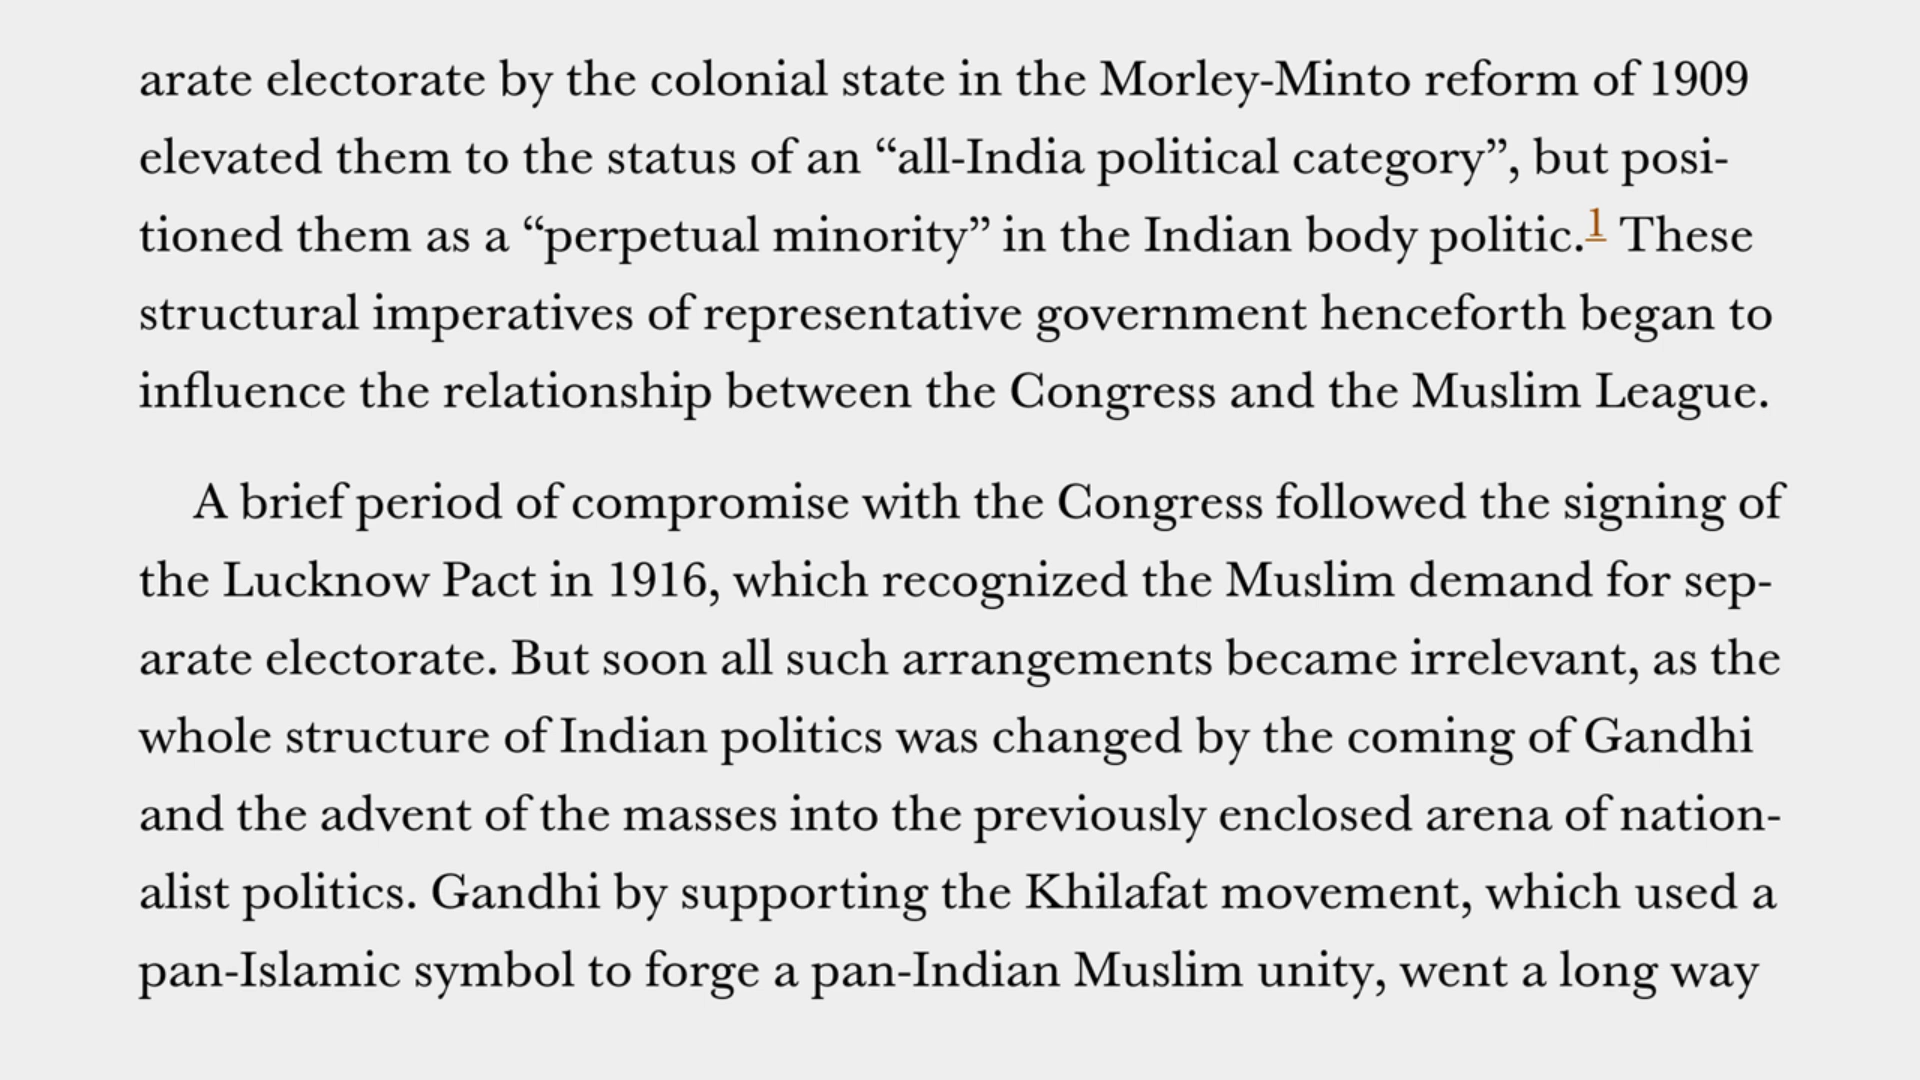 arate electorate by the colonial state in the Morley-Minto reform of 1909
elevated them to the status of an “all-India political category”, but posi-
tioned them as a “perpetual minority” in the Indian body politic.1 These
structural imperatives of representative government henceforth began to
influence the relationship between the Congress and the Muslim League.
A brief period of compromise with the Congress followed the signing of
the Lucknow Pact in 1916, which recognized the Muslim demand for sep-
arate electorate. But soon all such arrangements became irrelevant, as the
whole structure of Indian politics was changed by the coming of Gandhi
and the advent of the masses into the previously enclosed arena of nation-
alist politics. Gandhi by supporting the Khilafat movement, which used a
pan-Islamic symbol to forge a pan-Indian Muslim unity, went a long way